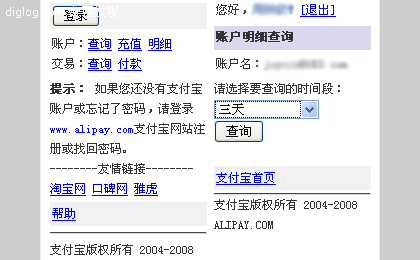 diglog
登录
账户：查询 充值 明细
交易：查询 付款
提示： 如果您还没有支付宝
账户或忘记了密码，请登录
www.alipay.com支付宝网站注
册或找回密码。
--------友情链接--------
淘宝网 口碑网 雅虎
帮助
支付宝版权所有 2004-2008
您好， [退出]
账户明细查询
账户名：
请选择要查询的时间段：
三天
查询
支付宝首页
支付宝版权所有 2004-2008
ALIPAY.COM